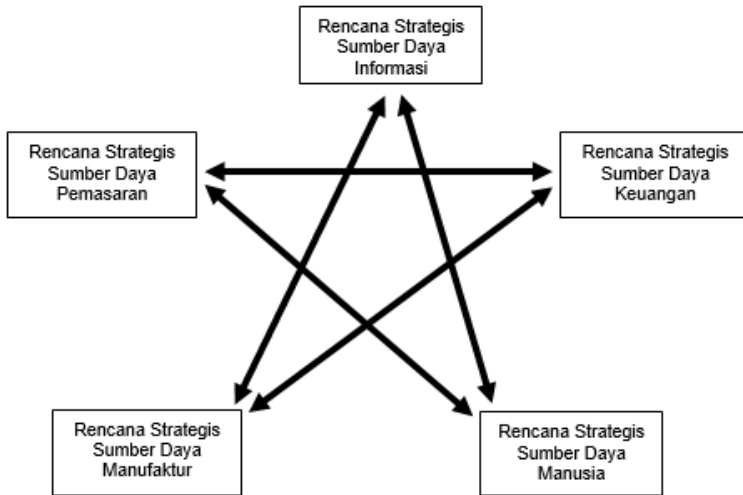 Rencana Strategis
Sumber Daya
Informasi
Rencana Strategis
Sumber Daya
Pemasaran
Rencana Strategis
Sumber Daya
Keuangan
Rencana Strategis
Sumber Daya
Manufaktur
Rencana Strategis
Sumber Daya
Manusia